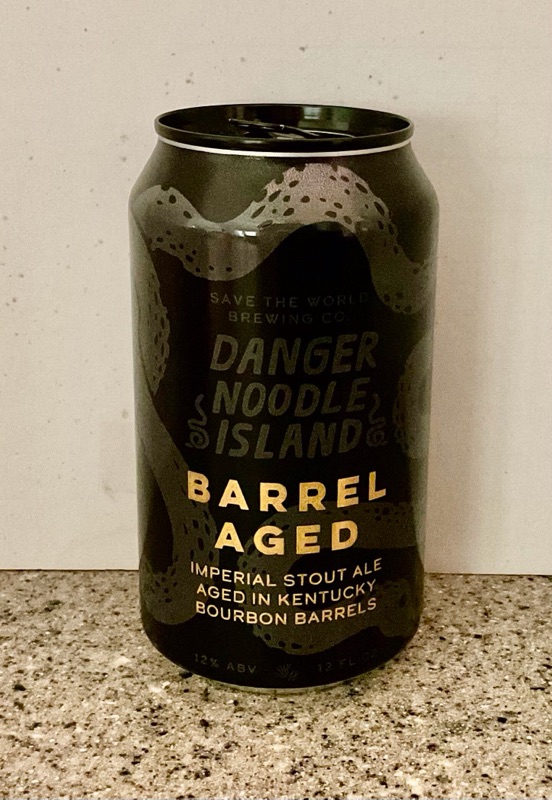 SAVE THE WORLD
BREWING CO.
DANGER
NOODLE
ISLAND
BARREL
AGED
IMPERIAL STOUT ALE
AGED IN KENTUCKY
BOURBON BARRELS
12% ABV 12 FL OZ